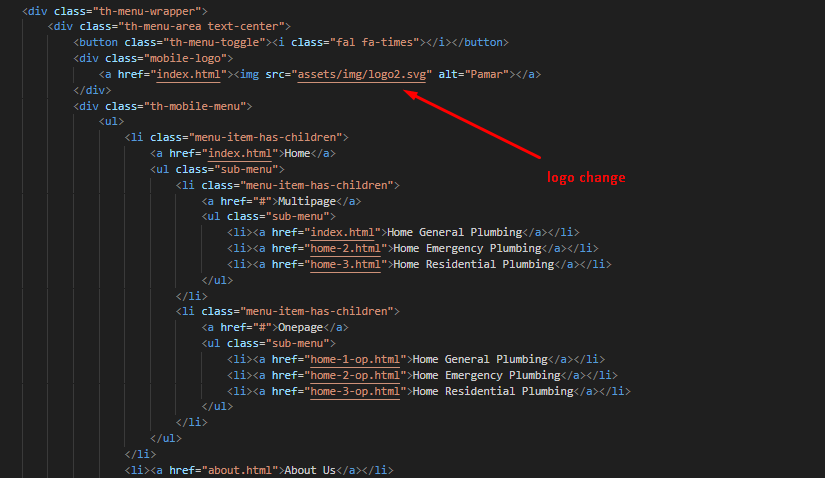 <div class="th-menu-wrapper">
<div class="th-menu-area text-center">
<button class="th-menu-toggle"><i class="fal fa-times"></i></button>
<div class="mobile-logo">
<a href="index.html"><img src="assets/img/logo2.svg" alt="Pamar"></a>
</div>
<div class="th-mobile-menu">
<ul>
<li class="menu-item-has-children">
<a href="index.html">Home</a>
<ul class="sub-menu">
logo change
<li class="menu-item-has-children">
<a href="#">Multipage</a>
<ul class="sub-menu">
<li><a href="index.html">Home General Plumbing</a></li>
<li><a href="home-2.html">Home Emergency Plumbing</a></li>
<li><a href="home-3.html">Home Residential Plumbing</a></li>
</ul>
</li>
<li class="menu-item-has-children">
<a href="#">Onepage</a>
<ul class="sub-menu">
<li><a href="home-1-op.html">Home General Plumbing</a></li>
<li><a href="home-2-op.html">Home Emergency Plumbing</a></li>
<li><a href="home-3-op.html">Home Residential Plumbing</a></li>
</ul>
</li>
</ul>
</li>
<li><a href="about.html">About Us</a></li>